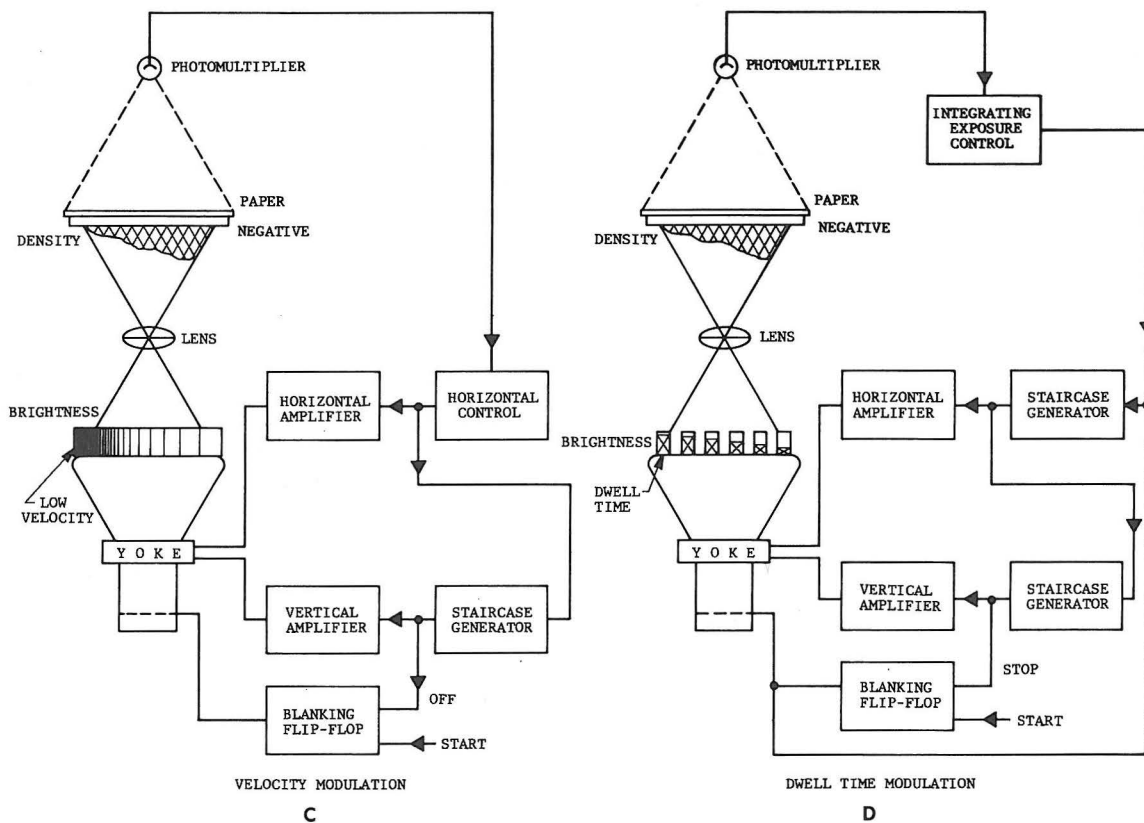 PHOTOMULTIPLIER
PAPER
NEGATIVE
DENSITY
LENS
HORIZONTAL
AMPLIFIER
HORIZONTAL
CONTROL
BRIGHTNESS
LOW
VELOCITY
Y O K E
VERTICAL
AMPLIFIER
STAIRCASE
GENERATOR
OFF
BLANKING
FLIP-FLOP
START
VELOCITY MODULATION
C
PHOTOMULTIPLIER
INTEGRATING
EXPOSURE
CONTROL
PAPER
NEGATIVE
DENSITY
LENS
HORIZONTAL
AMPLIFIER
STAIRCASE
GENERATOR
BRIGHTNESS
DWELL
TIME
Y O K E
VERTICAL
AMPLIFIER
STAIRCASE
GENERATOR
STOP
BLANKING
FLIP-FLOP
START
DWELL TIME MODULATION
D